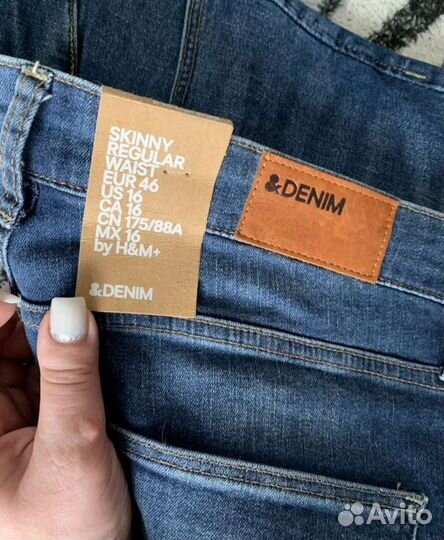 SKINNY
REGULAR
WAIST
EUR 46
US 16
CA 16
CN 175/88A
MX 16
by H&M+
&DENIM
&DENIM
Avito